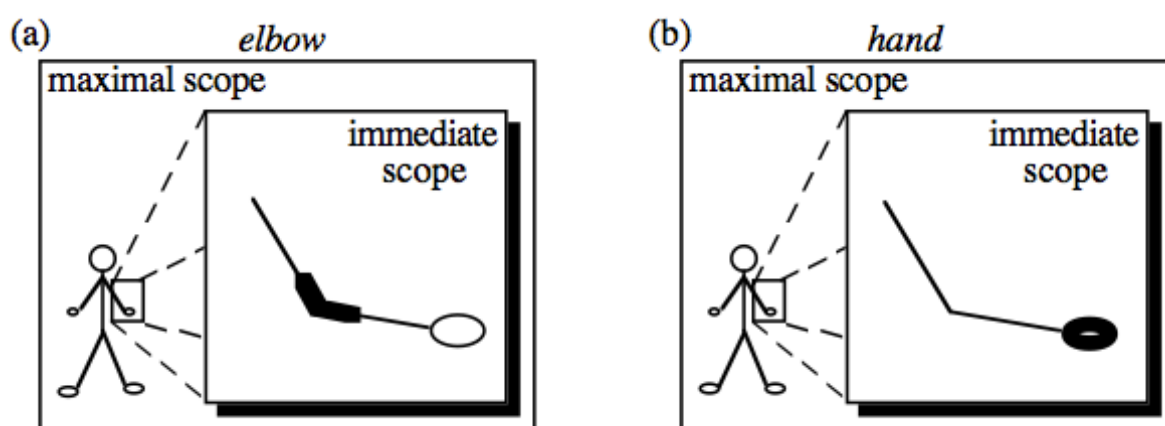 (a)
elbow
maximal scope
immediate
scope
(b)
hand
maximal scope
immediate
scope